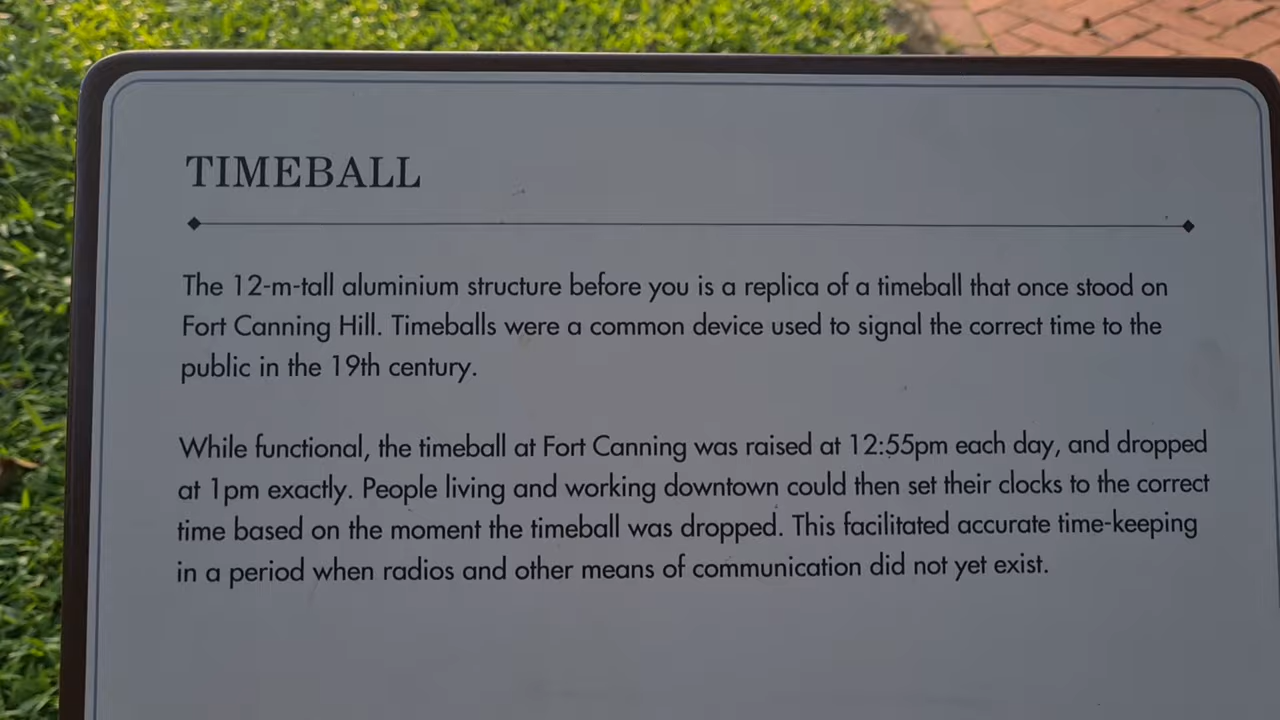 TIMEBALL
The 12-m-tall aluminium structure before you is a replica of a timeball that once stood on
Fort Canning Hill. Timeballs were a common device used to signal the correct time to the
public in the 19th century.
While functional, the timeball at Fort Canning was raised at 12:55pm each day, and dropped
at 1pm exactly. People living and working downtown could then set their clocks to the correct
time based on the moment the timeball was dropped. This facilitated accurate time-keeping
in a period when radios and other means of communication did not yet exist.